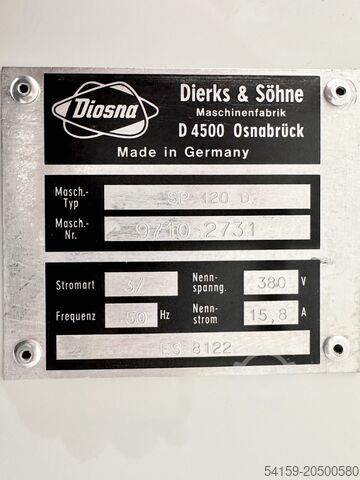 Diosna
Dierks & Söhne
Maschinenfabrik
D 4500 Osnabrück
Made in Germany
Masch.-Typ SP 120 D
Masch.-Nr. 9710-2731
Stromart 3~ Nenn-spanng. 380 V
Frequenz 50 Hz Nenn-strom 15,8 A
ES 8122
54159-20500580